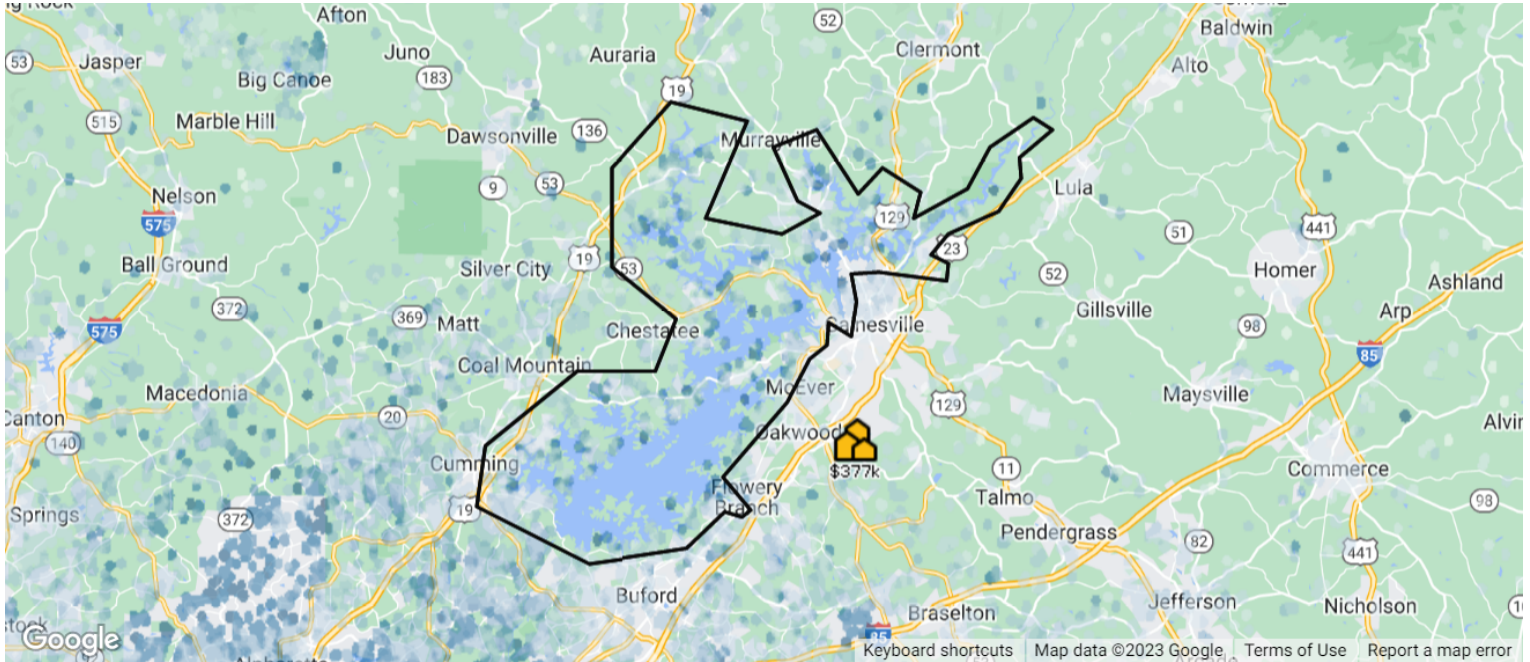 Afton
Baldwin
52
Clermont
Juno
Auraria
53
Jasper
Alto
Big Canoe
183
19
515
Marble Hill
Dawsonville
136
Murrayville
Lula
9
53
Nelson
129
575
441
51
23
Ball Ground
Silver City
19
53
52
Homer
Ashland
372
369
Matt
Chestatee
Gainesville
Gillsville
98
Arp
575
85
Coal Mountain
McEver
Macedonia
Maysville
129
Canton
20
Oakwood
140
Cumming
$377k
11
Commerce
Flowery
Branch
Talmo
98
Springs
372
19
Pendergrass
82
441
Buford
Braselton
Jefferson
Nicholson
85
Google
Keyboard shortcuts
Map data ©2023 Google
Terms of Use
Report a map error